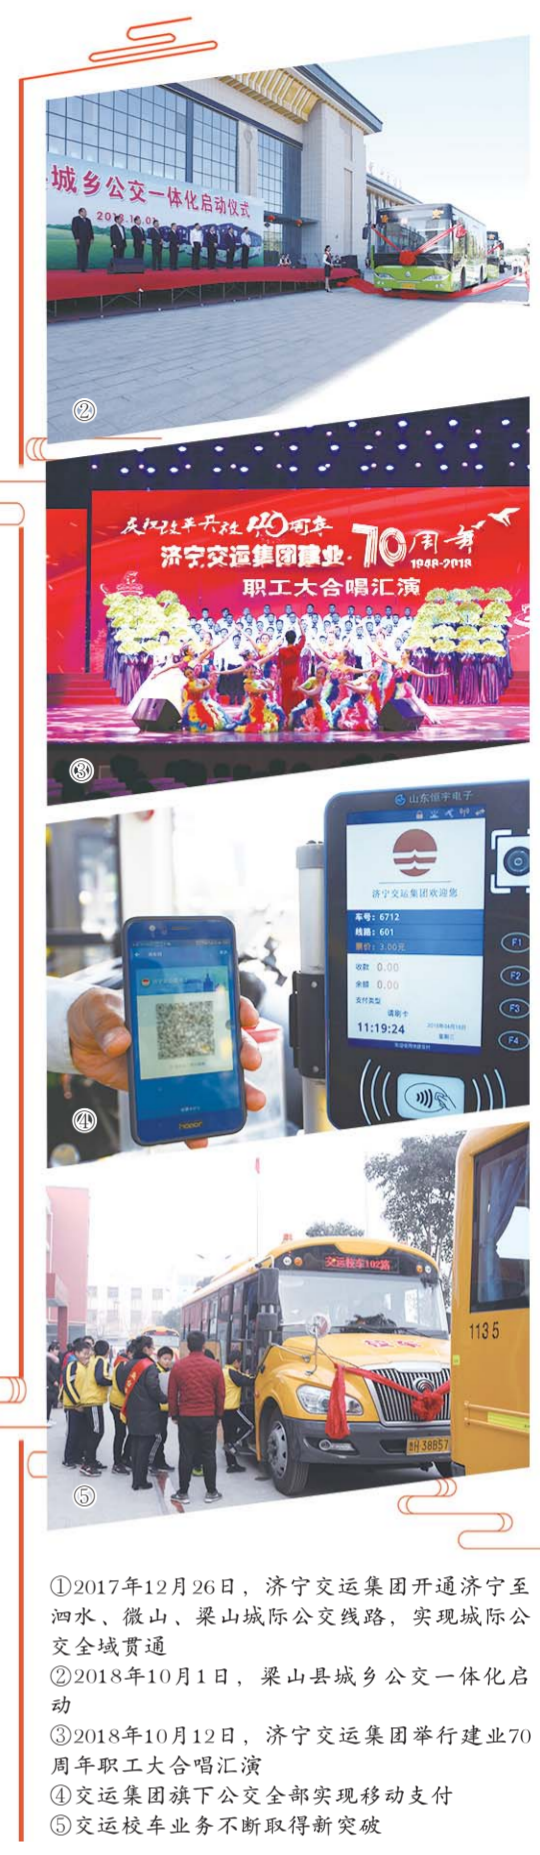 城乡公交一体化启动仪式
②
庆祝改革开放40周年
济宁交运集团建业·70周年
1948-2018
职工大合唱汇演
③
山东恒宇电子
济宁交运集团欢迎您
车号：6712
线路：601
票价：3.00元
收款 0.00
余额 0.00
支付类型
请刷卡
11:19:24
F1
F2
F3
F4
honor
④
交运校车102路
校车
1135
38857
⑤
①2017年12月26日，济宁交运集团开通济宁至
泗水、微山、梁山城际公交线路，实现城际公
交全域贯通
②2018年10月1日，梁山县城乡公交一体化启
动
③2018年10月12日，济宁交运集团举行建业70
周年职工大合唱汇演
④交运集团旗下公交全部实现移动支付
⑤交运校车业务不断取得新突破